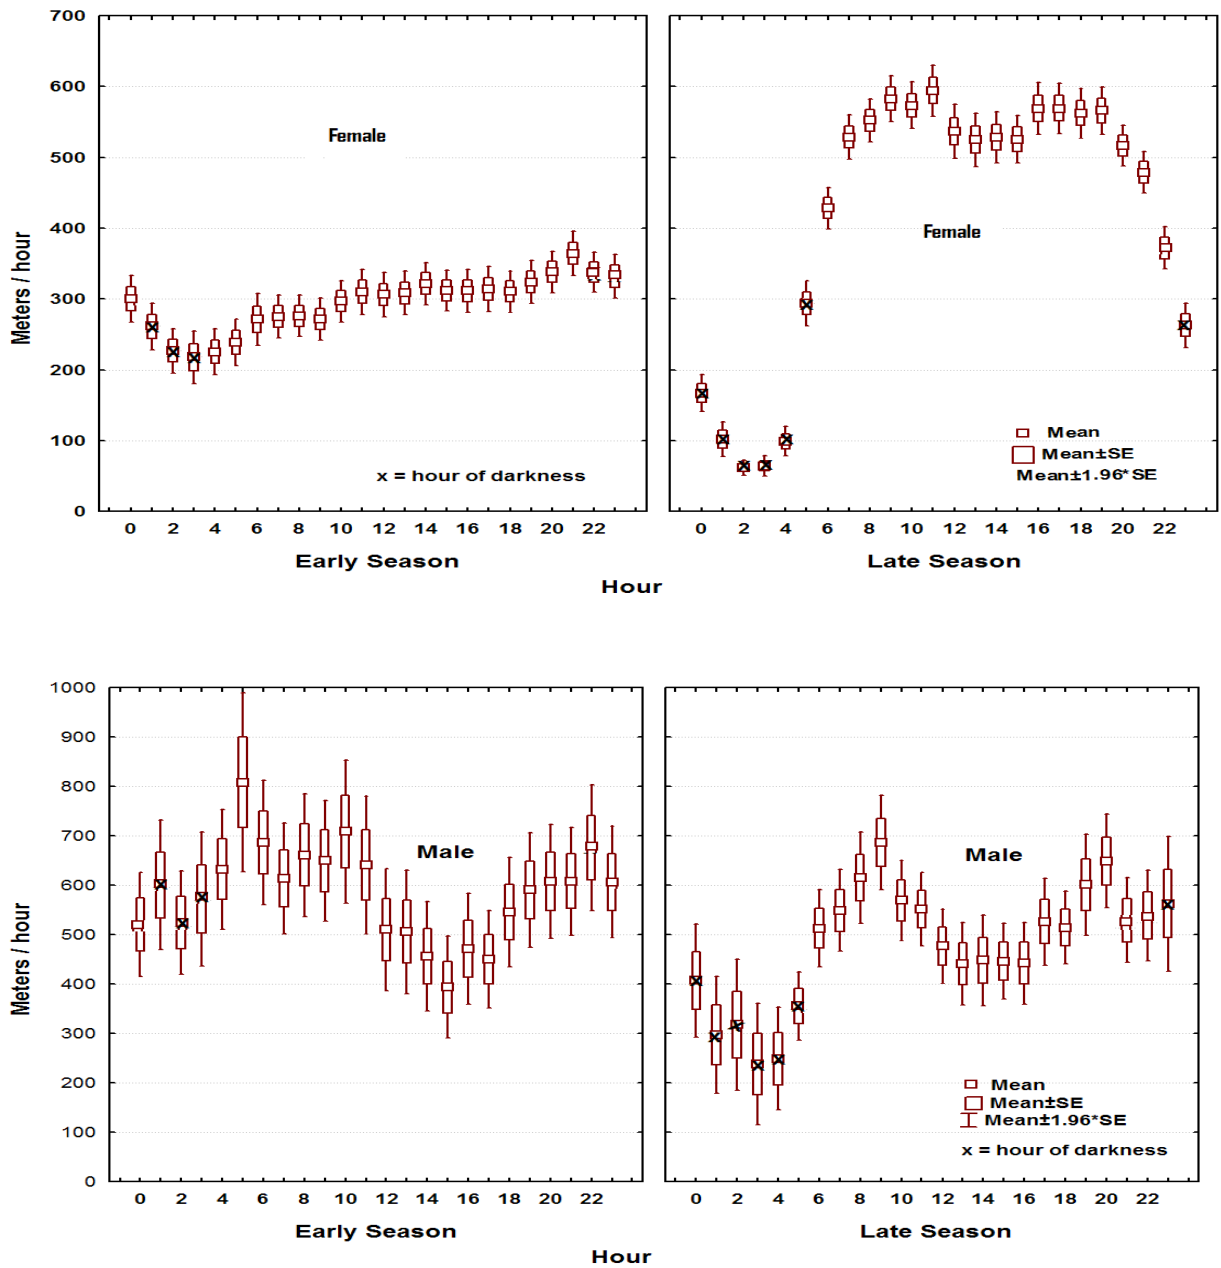 700
600
500
400
300
200
100
0
Meters / hour
Female
x = hour of darkness
0 2 4 6 8 10 12 14 16 18 20 22
Early Season
Female
Mean
Mean±SE
Mean±1.96*SE
0 2 4 6 8 10 12 14 16 18 20 22
Late Season
Hour
1000
900
800
700
600
500
400
300
200
100
0
Meters / hour
Male
0 2 4 6 8 10 12 14 16 18 20 22
Early Season
Male
Mean
Mean±SE
Mean±1.96*SE
x = hour of darkness
0 2 4 6 8 10 12 14 16 18 20 22
Late Season
Hour